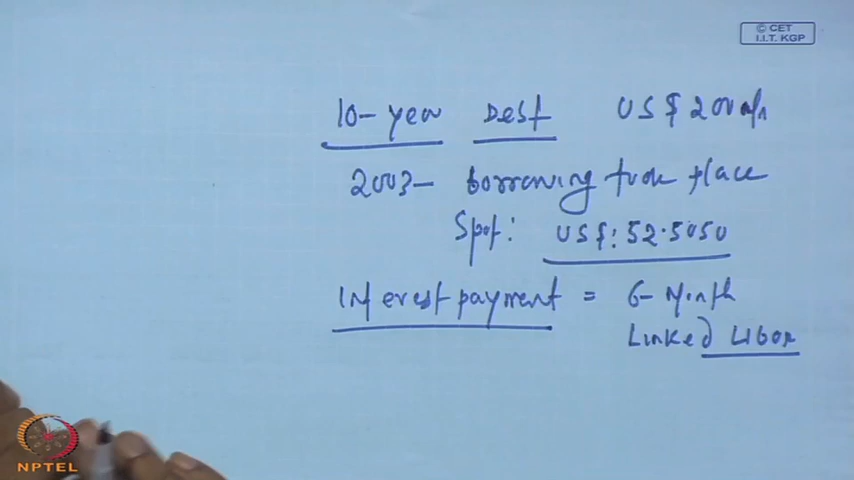 © CET
I.I.T. KGP
10-year Debt US $ 200 mln
2003- borrowing took place
Spot: US$: 52.5050
Interest payment = 6-Month
Linked Libor
NPTEL